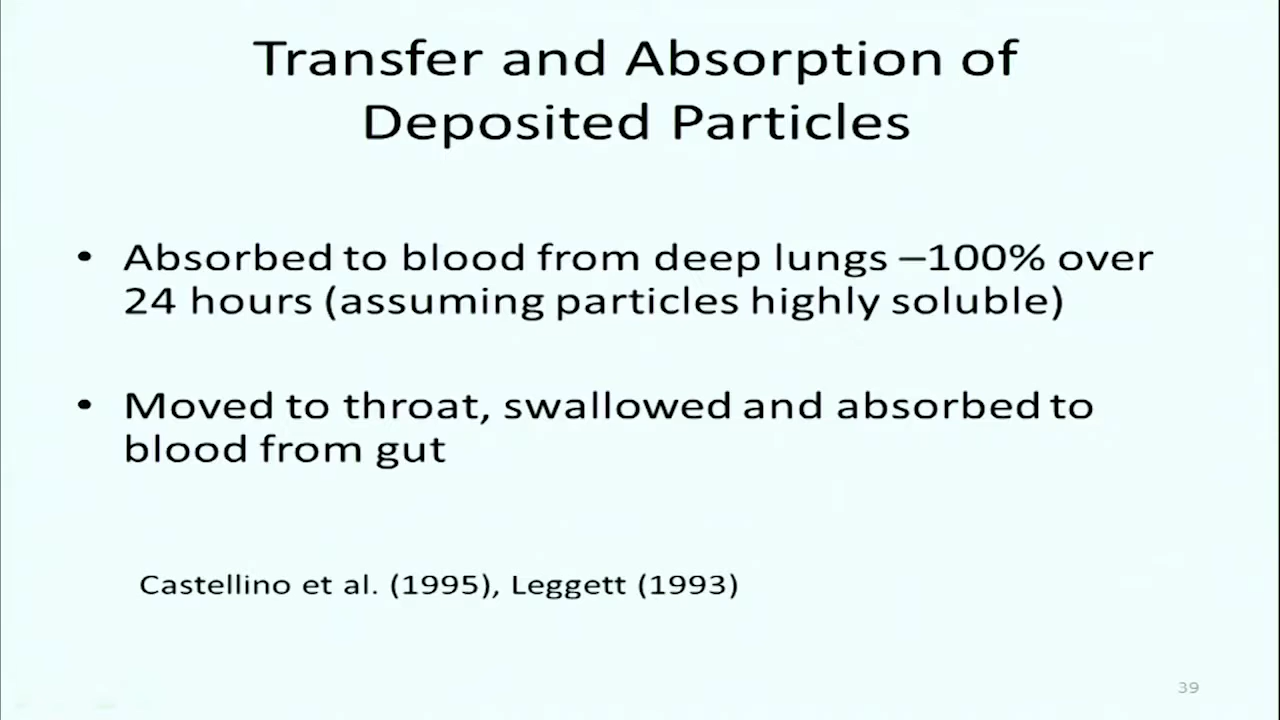 Transfer and Absorption of
Deposited Particles
• Absorbed to blood from deep lungs –100% over
24 hours (assuming particles highly soluble)
• Moved to throat, swallowed and absorbed to
blood from gut
Castellino et al. (1995), Leggett (1993)
39